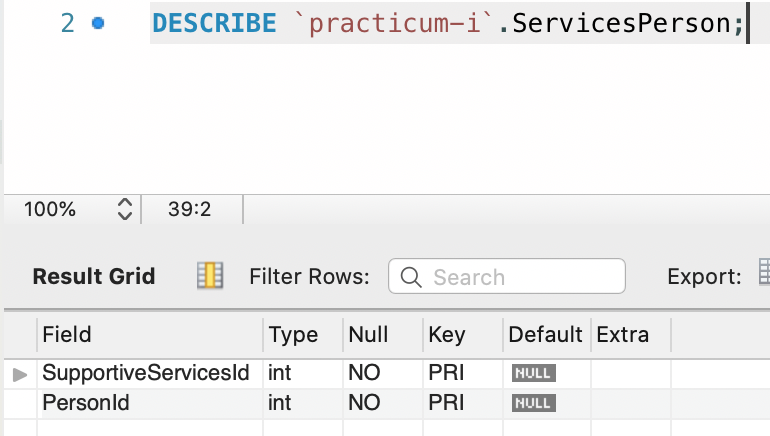 2 DESCRIBE `practicum-i`.ServicesPerson;
100% 39:2
Result Grid Filter Rows: Search Export:
Field Type Null Key Default Extra
SupportiveServicesId int NO PRI NULL
PersonId int NO PRI NULL